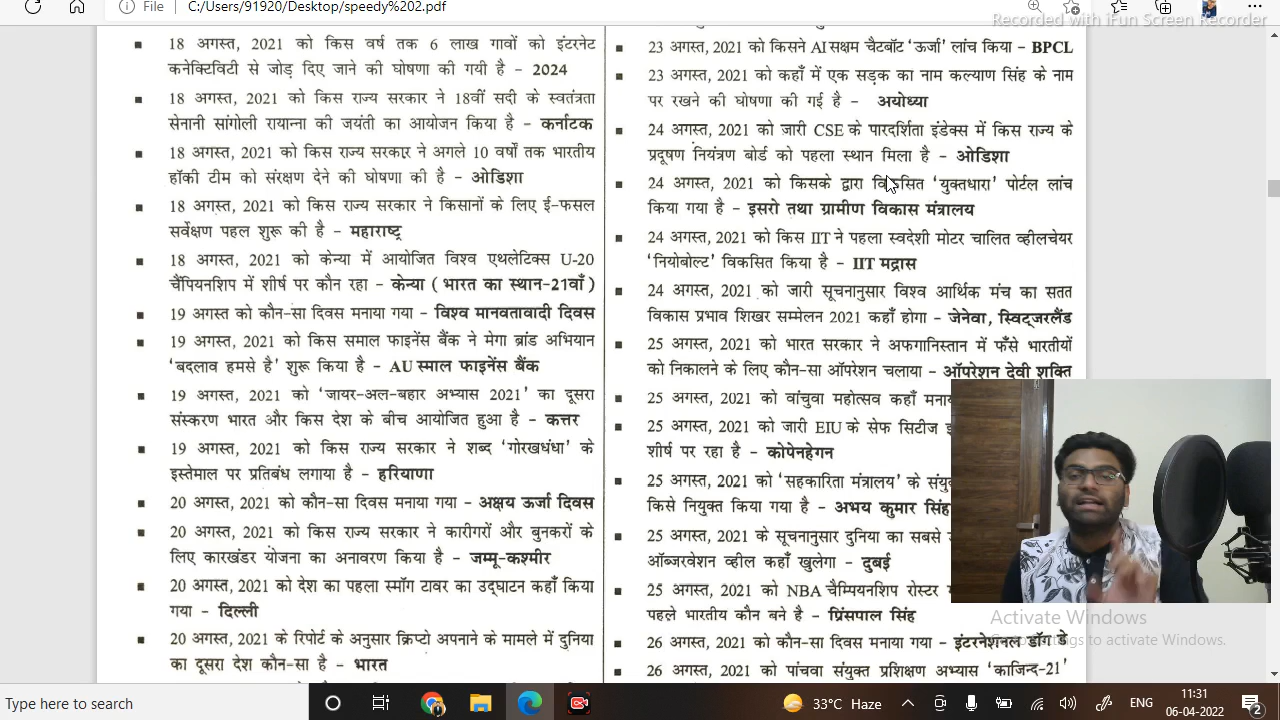 File
C:/Users/91920/Desktop/speedy%202.pdf
Recorded with iFun Screen Recorder
18 अगस्त, 2021 को किस वर्ष तक 6 लाख गावों को इंटरनेट
कनेक्टिविटी से जोड़ दिए जाने की घोषणा की गयी है - 2024
18 अगस्त, 2021 को किस राज्य सरकार ने 18वीं सदी के स्वतंत्रता
सेनानी सांगोली रायान्ना की जयंती का आयोजन किया है - कर्नाटक
18 अगस्त, 2021 को किस राज्य सरकार ने अगले 10 वर्षों तक भारतीय
हॉकी टीम को संरक्षण देने की घोषणा की है - ओडिशा
18 अगस्त, 2021 को किस राज्य सरकार ने किसानों के लिए ई-फसल
सर्वेक्षण पहल शुरू की है - महाराष्ट्र
18 अगस्त, 2021 को केन्या में आयोजित विश्व एथलेटिक्स U-20
चैंपियनशिप में शीर्ष पर कौन रहा - केन्या ( भारत का स्थान-21वाँ )
19 अगस्त को कौन-सा दिवस मनाया गया - विश्व मानवतावादी दिवस
19 अगस्त, 2021 को किस समाल फाइनेंस बैंक ने मेगा ब्रांड अभियान
'बदलाव हमसे है' शुरू किया है - AU स्माल फाइनेंस बैंक
19 अगस्त, 2021 को 'जायर-अल-बहार अभ्यास 2021' का दूसरा
संस्करण भारत और किस देश के बीच आयोजित हुआ है - कत्तर
19 अगस्त, 2021 को किस राज्य सरकार ने शब्द 'गोरखधंधा' के
इस्तेमाल पर प्रतिबंध लगाया है - हरियाणा
20 अगस्त, 2021 को कौन-सा दिवस मनाया गया - अक्षय ऊर्जा दिवस
20 अगस्त, 2021 को किस राज्य सरकार ने कारीगरों और बुनकरों के
लिए कारखंडर योजना का अनावरण किया है - जम्मू-कश्मीर
20 अगस्त, 2021 को देश का पहला स्मॉग टावर का उद्घाटन कहाँ किया
गया - दिल्ली
20 अगस्त, 2021 के रिपोर्ट के अनुसार क्रिप्टो अपनाने के मामले में दुनिया
का दूसरा देश कौन-सा है - भारत
23 अगस्त, 2021 को किसने AI सक्षम चैटबॉट 'ऊर्जा' लांच किया - BPCL
23 अगस्त, 2021 को कहाँ में एक सड़क का नाम कल्याण सिंह के नाम
पर रखने की घोषणा की गई है - अयोध्या
24 अगस्त, 2021 को जारी CSE के पारदर्शिता इंडेक्स में किस राज्य के
प्रदूषण नियंत्रण बोर्ड को पहला स्थान मिला है - ओडिशा
24 अगस्त, 2021 को किसके द्वारा विकसित 'युक्तधारा' पोर्टल लांच
किया गया है - इसरो तथा ग्रामीण विकास मंत्रालय
24 अगस्त, 2021 को किस IIT ने पहला स्वदेशी मोटर चालित व्हीलचेयर
'नियोबोल्ट' विकसित किया है - IIT मद्रास
24 अगस्त, 2021 को जारी सूचनानुसार विश्व आर्थिक मंच का सतत
विकास प्रभाव शिखर सम्मेलन 2021 कहाँ होगा - जेनेवा, स्विट्जरलैंड
25 अगस्त, 2021 को भारत सरकार ने अफगानिस्तान में फँसे भारतीयों
को निकालने के लिए कौन-सा ऑपरेशन चलाया - ऑपरेशन देवी शक्ति
25 अगस्त, 2021 को वांचुवा महोत्सव कहाँ
25 अगस्त, 2021 को जारी EIU के सेफ सिटीज
शीर्ष पर रहा है - कोपेनहेगन
25 अगस्त, 2021 को 'सहकारिता मंत्रालय' के
किसे नियुक्त किया गया है - अभय कुमार सिंह
25 अगस्त, 2021 के सूचनानुसार दुनिया का सबसे
ऑब्जरवेशन व्हील कहाँ खुलेगा - दुबई
25 अगस्त, 2021 को NBA चैम्पियनशिप रोस्टर
पहले भारतीय कौन बने है - प्रिंसपाल सिंह
26 अगस्त, 2021 को कौन-सा दिवस मनाया गया - इंटरनेशनल डॉग डे
26 अगस्त, 2021 को पांचवा संयुक्त प्रशिक्षण अभ्यास 'काजिन्द-21'
Activate Windows
Go to Settings to activate Windows.
Type here to search
33°C Haze
ENG
11:31
06-04-2022
2